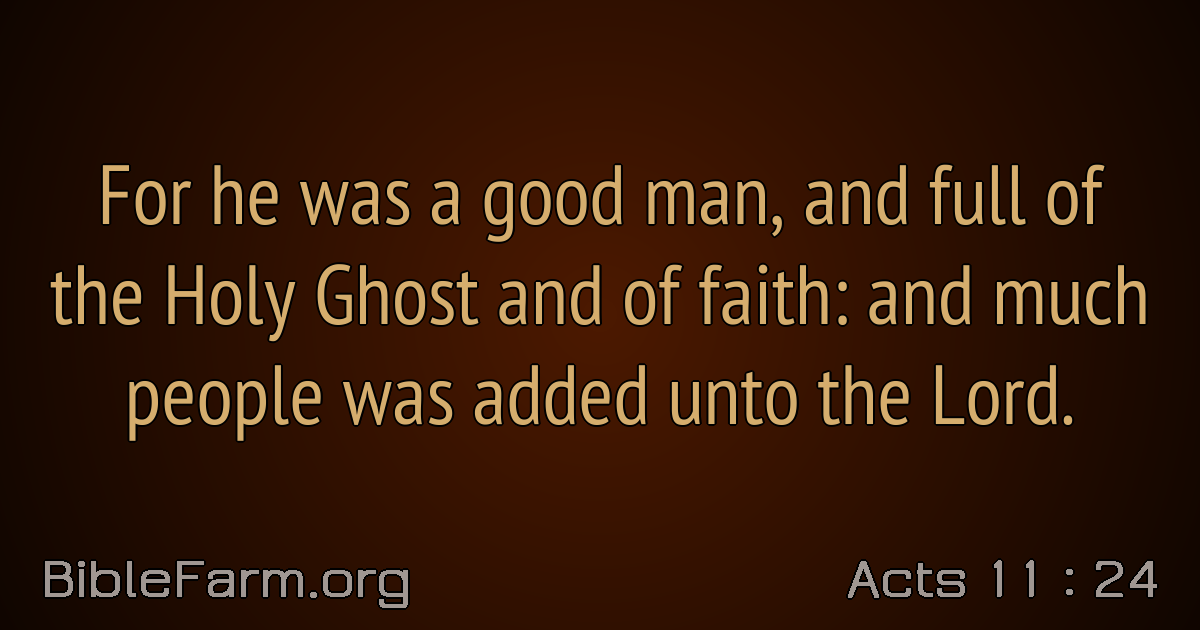 For he was a good man, and full of
the Holy Ghost and of faith: and much
people was added unto the Lord.
BibleFarm.org
Acts 11 : 24